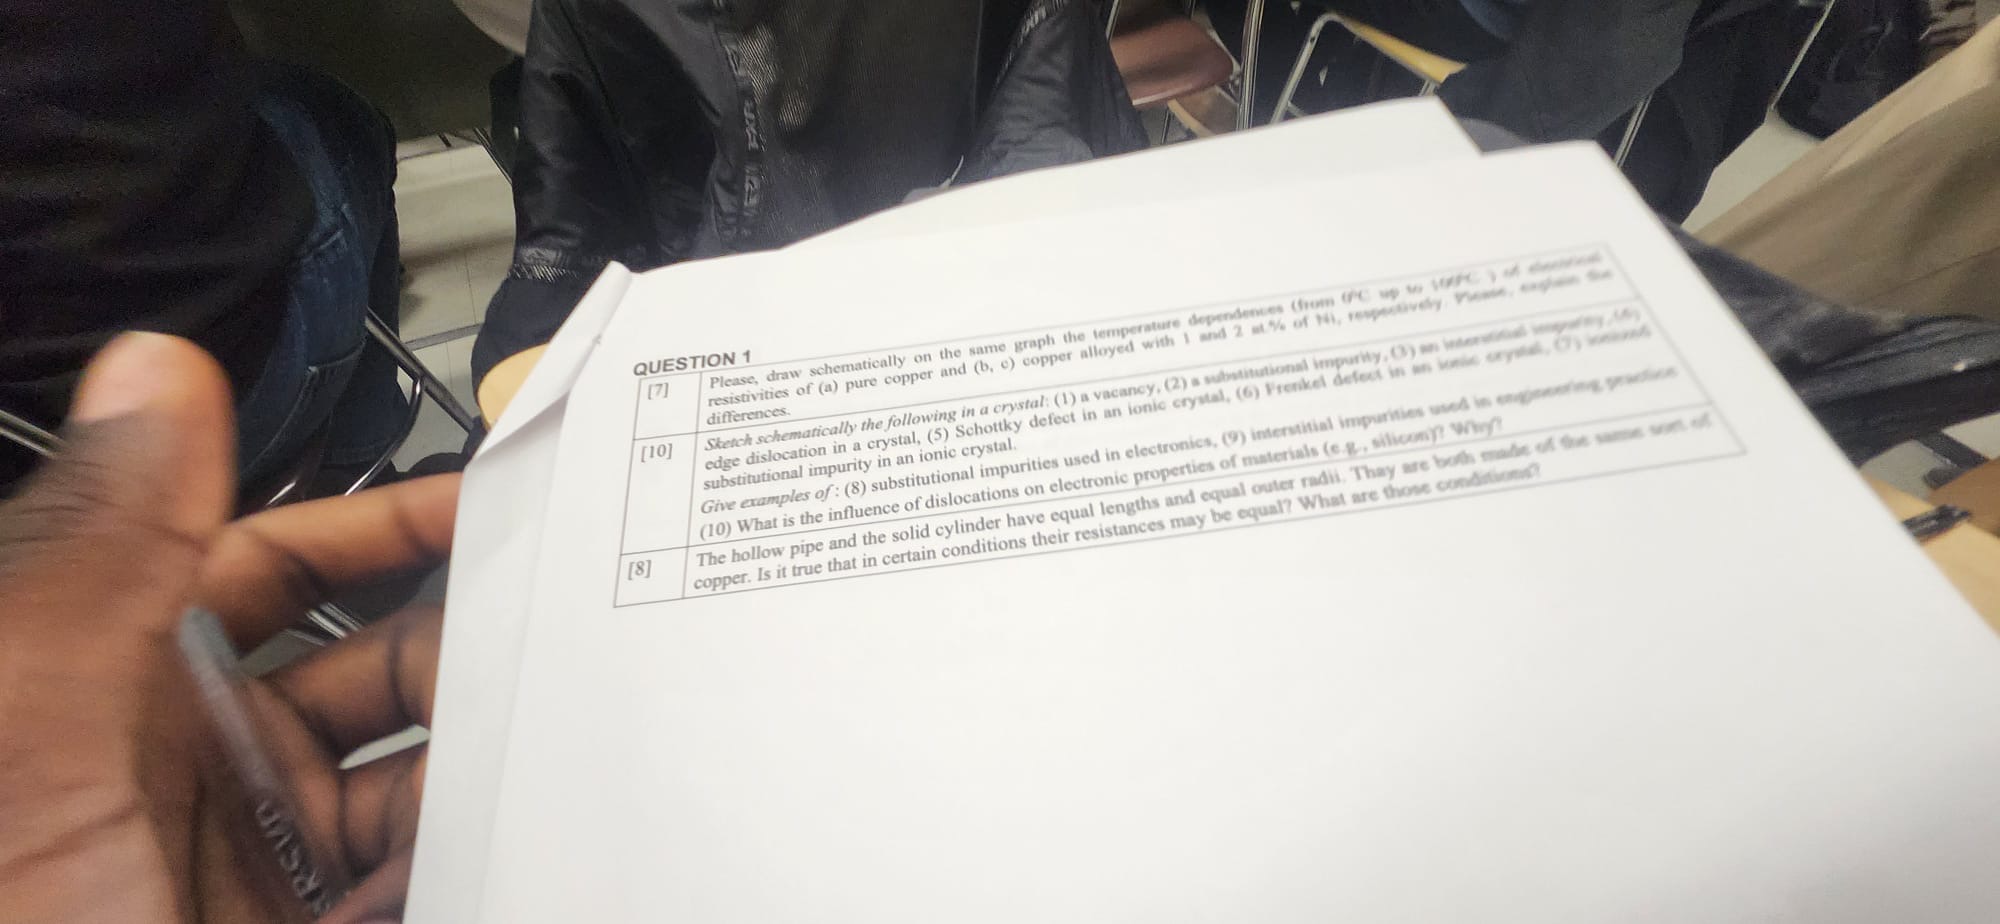 QUESTION 1
[7] Please, draw schematically on the same graph the temperature dependences (from 0°C up to 100°C ) of electrical
resistivities of (a) pure copper and (b, c) copper alloyed with 1 and 2 at.% of Ni, respectively. Please, explain the
differences.
[10] Sketch schematically the following in a crystal: (1) a vacancy, (2) a substitutional impurity, (3) an interstitial impurity, (4)
edge dislocation in a crystal, (5) Schottky defect in an ionic crystal, (6) Frenkel defect in an ionic crystal, (7) ionized
substitutional impurity in an ionic crystal.
Give examples of: (8) substitutional impurities used in electronics, (9) interstitial impurities used in engineering practice
(10) What is the influence of dislocations on electronic properties of materials (e.g., silicon)? Why?
[8] The hollow pipe and the solid cylinder have equal lengths and equal outer radii. Thay are both made of the same sort of
copper. Is it true that in certain conditions their resistances may be equal? What are those conditions?